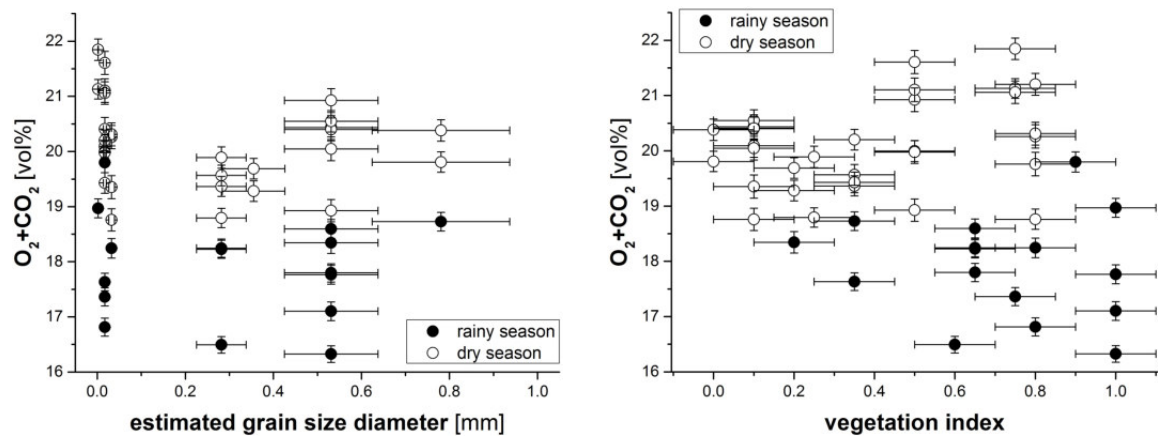 22
21
20
19
18
17
16
O₂+CO₂ [vol%]
0.0 0.2 0.4 0.6 0.8 1.0
estimated grain size diameter [mm]
rainy season
dry season
rainy season
dry season
22
21
20
19
18
17
16
O₂+CO₂ [vol%]
0.0 0.2 0.4 0.6 0.8 1.0
vegetation index